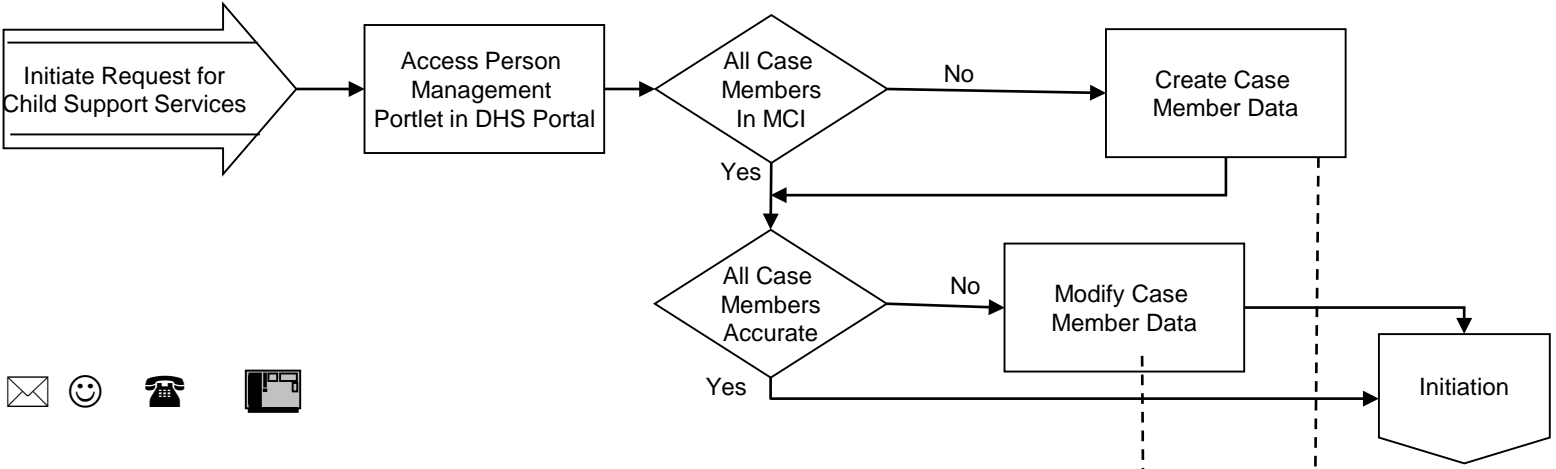 Initiate Request for
Child Support Services
Access Person
Management
Portlet in DHS Portal
All Case
Members
In MCI
No
Create Case
Member Data
Yes
All Case
Members
Accurate
No
Modify Case
Member Data
Yes
Initiation